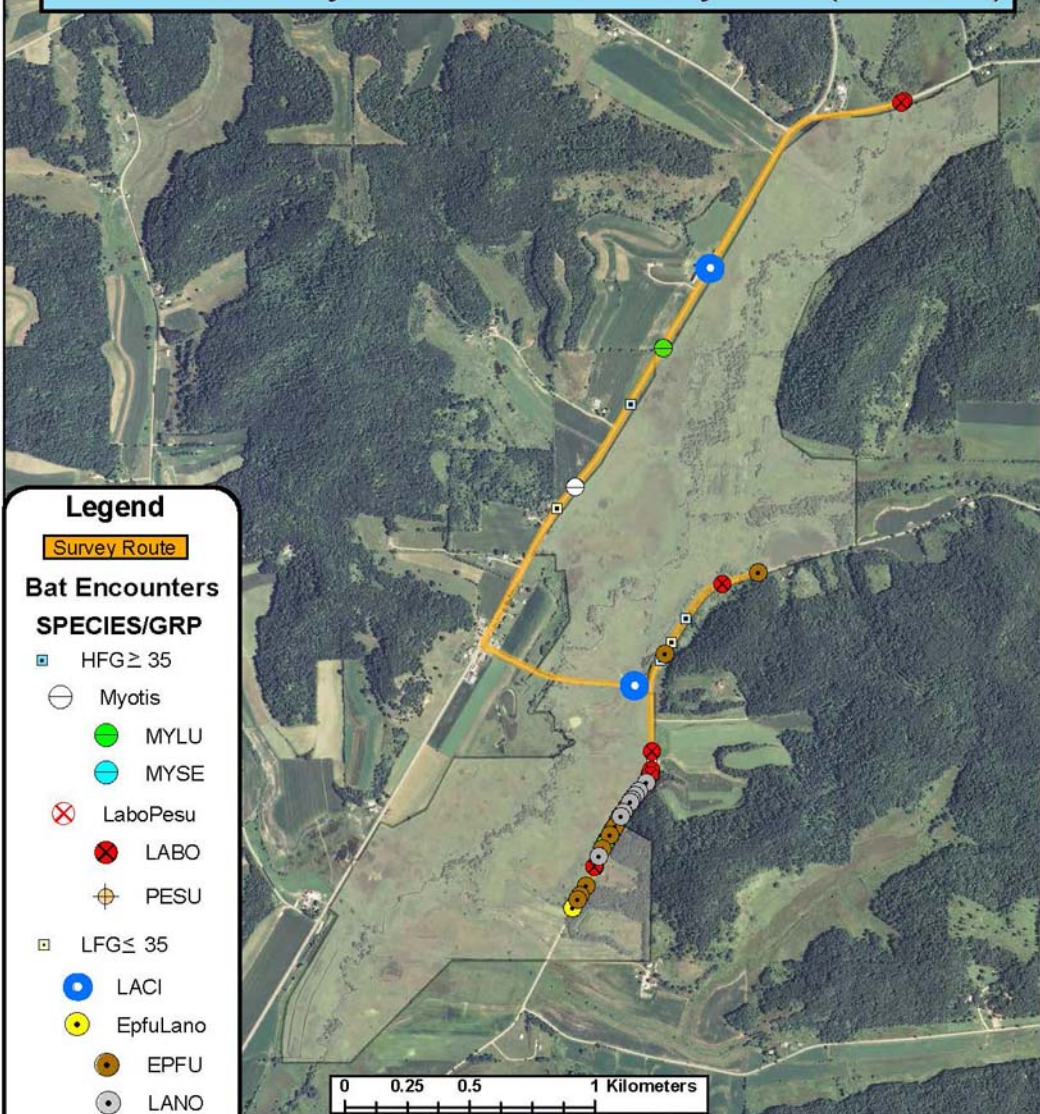 Legend
Survey Route
Bat Encounters
SPECIES/GRP
HFG ≥ 35
Myotis
MYLU
MYSE
LaboPesu
LABO
PESU
LFG ≤ 35
LACI
EpfuLano
EPFU
LANO
0 0.25 0.5 1 Kilometers